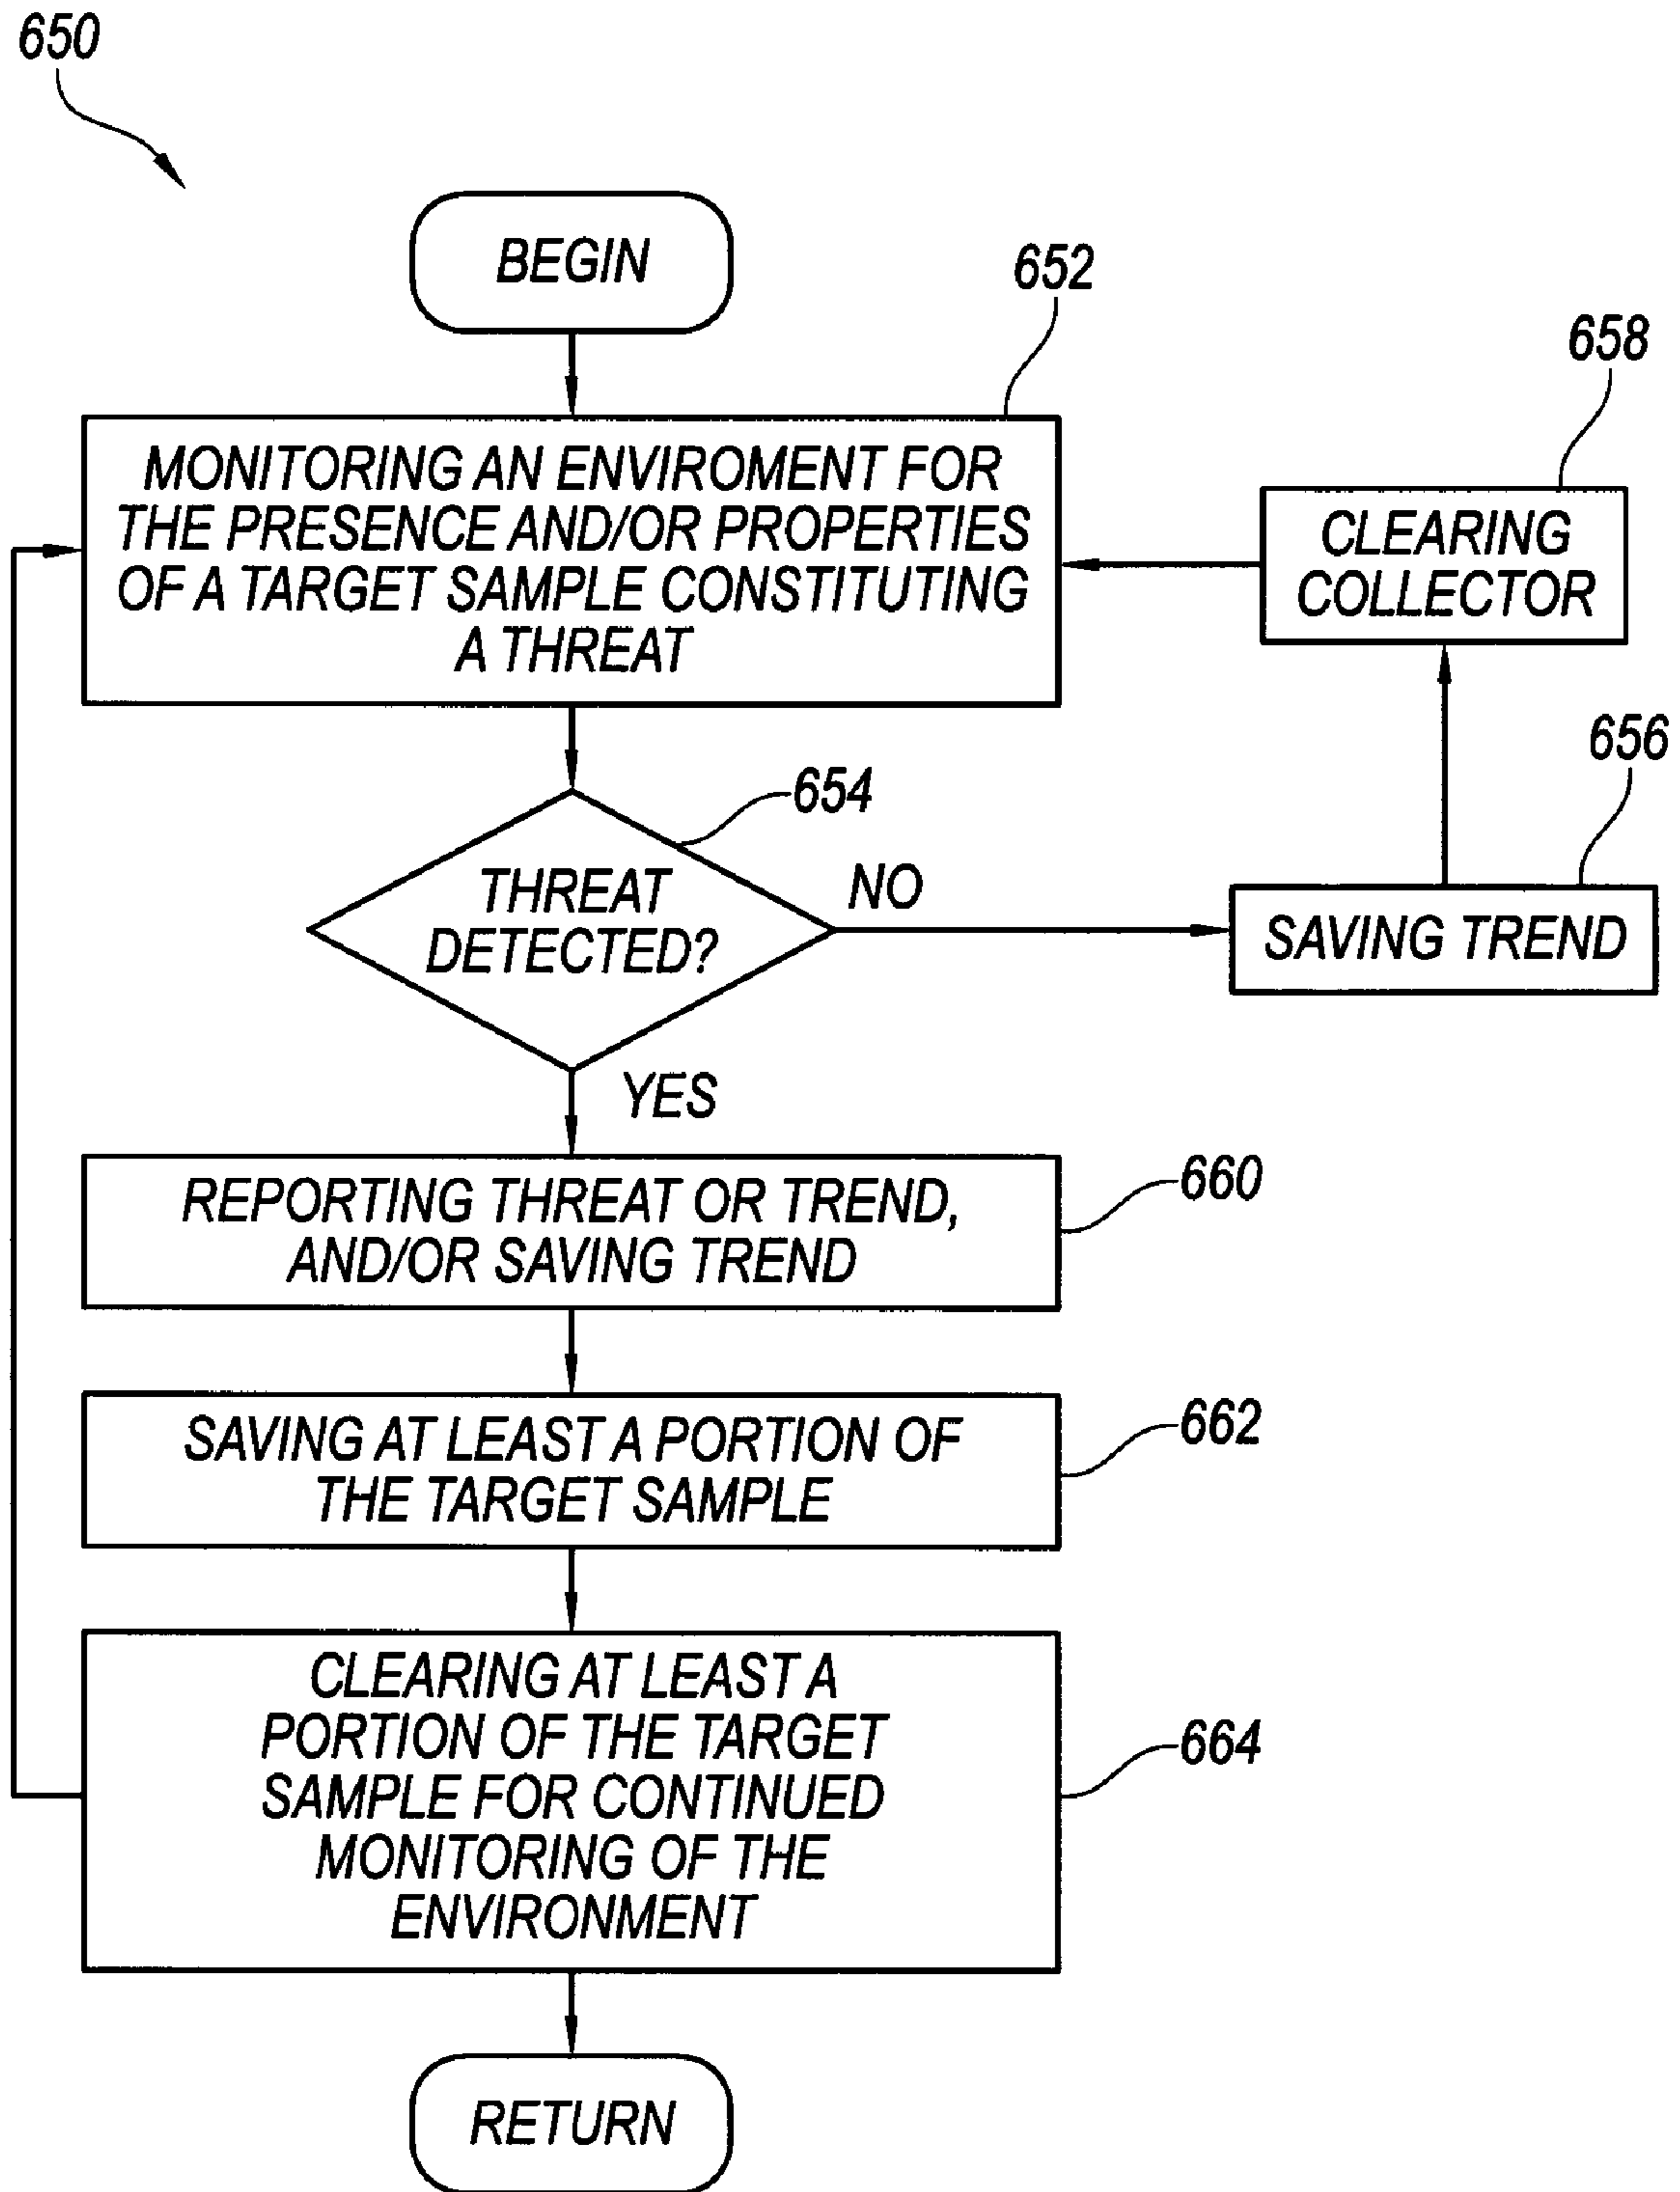 650
BEGIN
652
MONITORING AN ENVIROMENT FOR
THE PRESENCE AND/OR PROPERTIES
OF A TARGET SAMPLE CONSTITUTING
A THREAT
658
CLEARING
COLLECTOR
654
THREAT
DETECTED?
NO
656
SAVING TREND
YES
660
REPORTING THREAT OR TREND,
AND/OR SAVING TREND
662
SAVING AT LEAST A PORTION OF
THE TARGET SAMPLE
664
CLEARING AT LEAST A
PORTION OF THE TARGET
SAMPLE FOR CONTINUED
MONITORING OF THE
ENVIRONMENT
RETURN